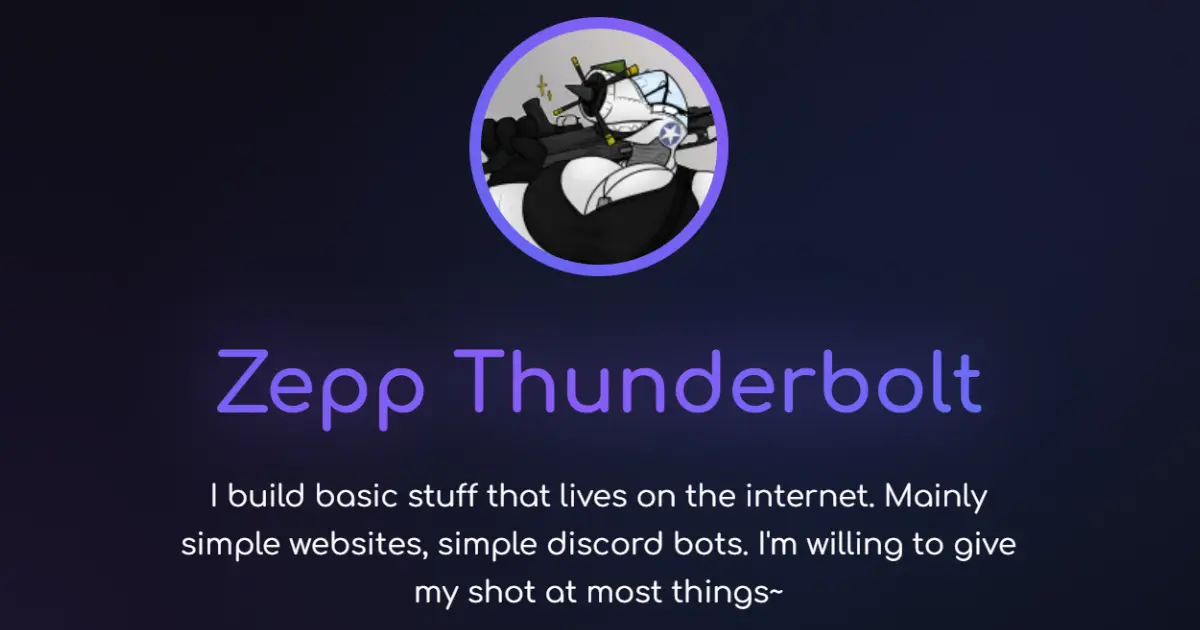 Zepp Thunderbolt
I build basic stuff that lives on the internet. Mainly
simple websites, simple discord bots. I'm willing to give
my shot at most things~